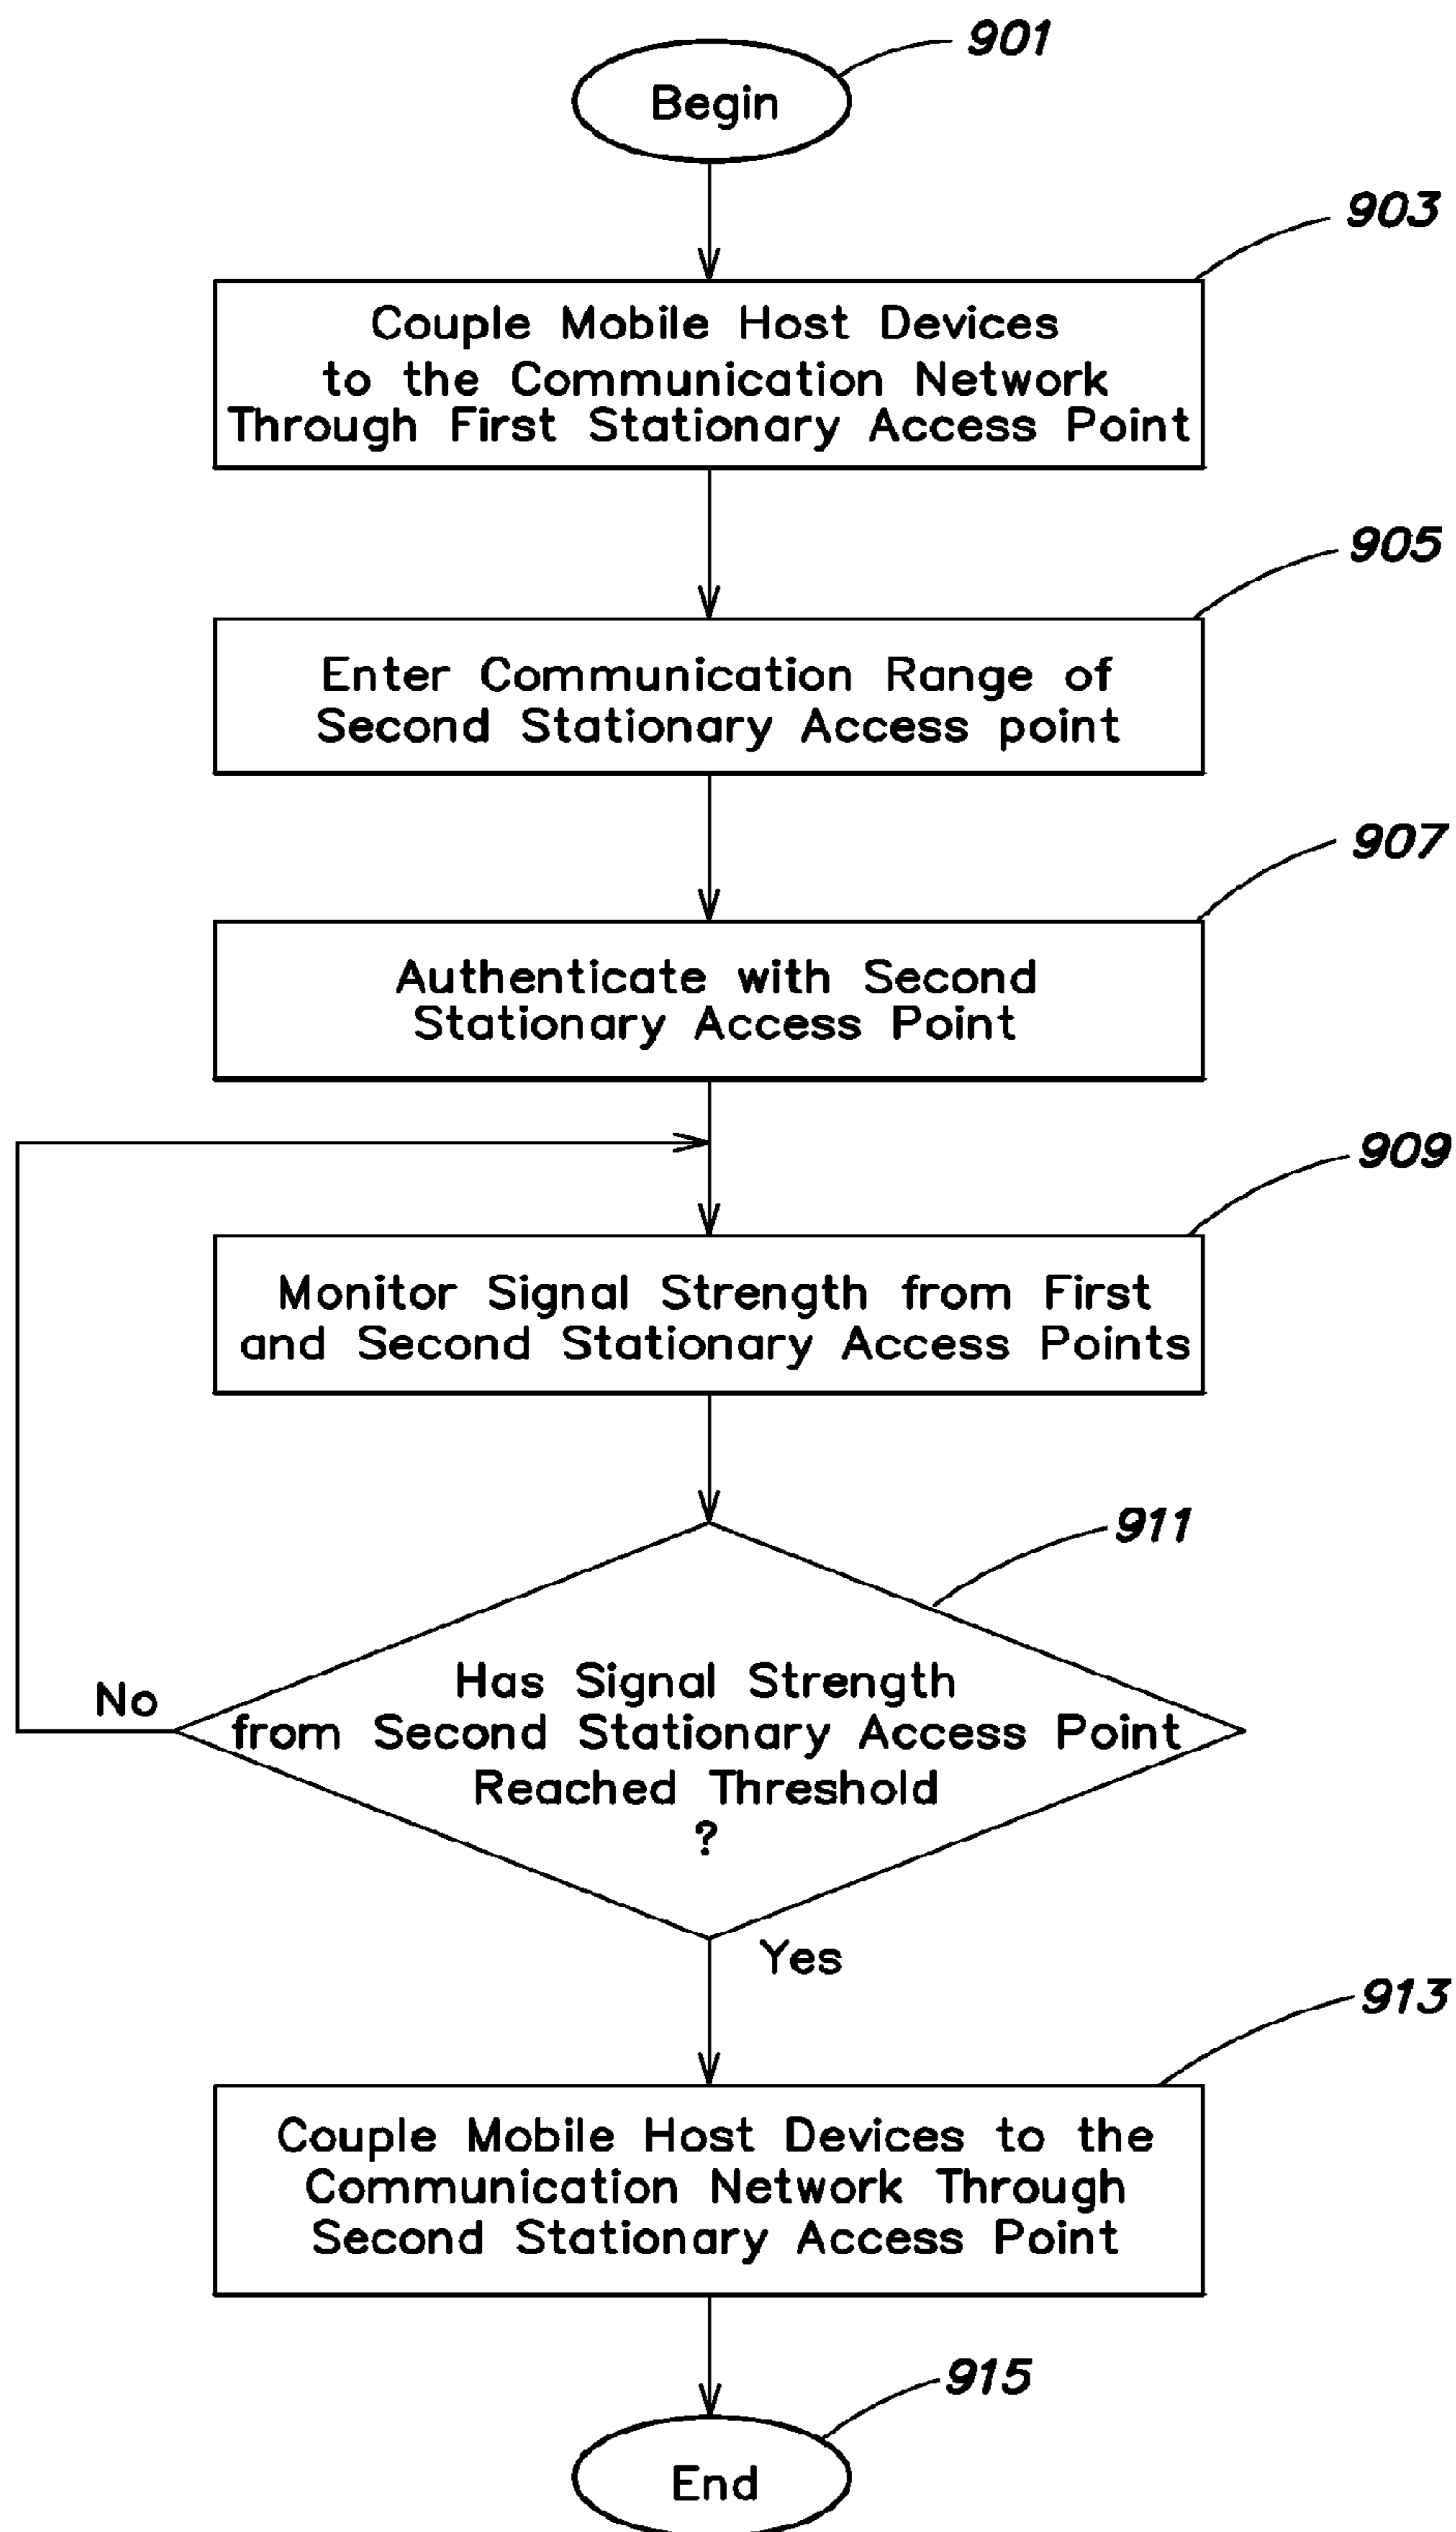 901
Begin
903
Couple Mobile Host Devices
to the Communication Network
Through First Stationary Access Point
905
Enter Communication Range of
Second Stationary Access point
907
Authenticate with Second
Stationary Access Point
909
Monitor Signal Strength from First
and Second Stationary Access Points
911
Has Signal Strength
from Second Stationary Access Point
Reached Threshold
?
No
Yes
913
Couple Mobile Host Devices to the
Communication Network Through
Second Stationary Access Point
915
End